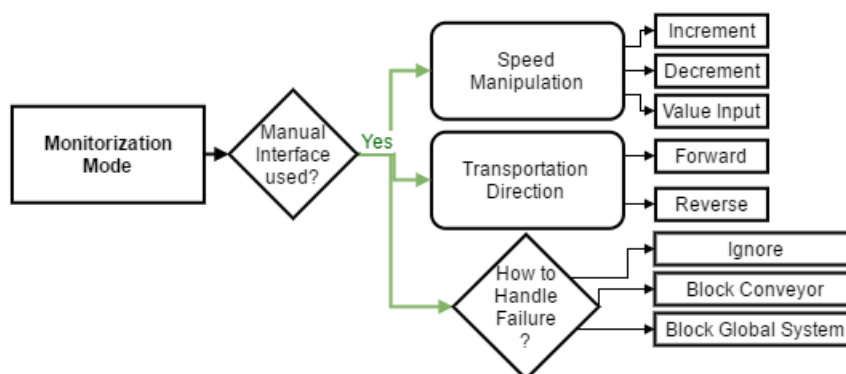 Monitorization
Mode
Manual
Interface
used?
Yes
Speed
Manipulation
Increment
Decrement
Value Input
Transportation
Direction
Forward
Reverse
How to
Handle
Failure
?
Ignore
Block Conveyor
Block Global System